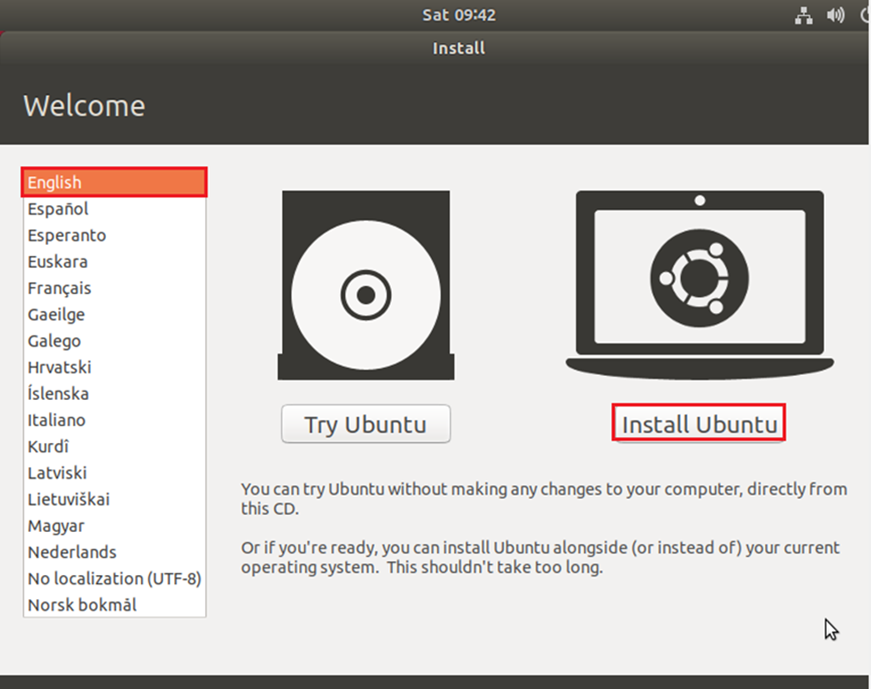 Sat 09:42
Install
Welcome
English
Español
Esperanto
Euskara
Français
Gaeilge
Galego
Hrvatski
Íslenska
Italiano
Kurdî
Latviski
Lietuviškai
Magyar
Nederlands
No localization (UTF-8)
Norsk bokmål
Try Ubuntu
Install Ubuntu
You can try Ubuntu without making any changes to your computer, directly from
this CD.
Or if you're ready, you can install Ubuntu alongside (or instead of) your current
operating system. This shouldn't take too long.